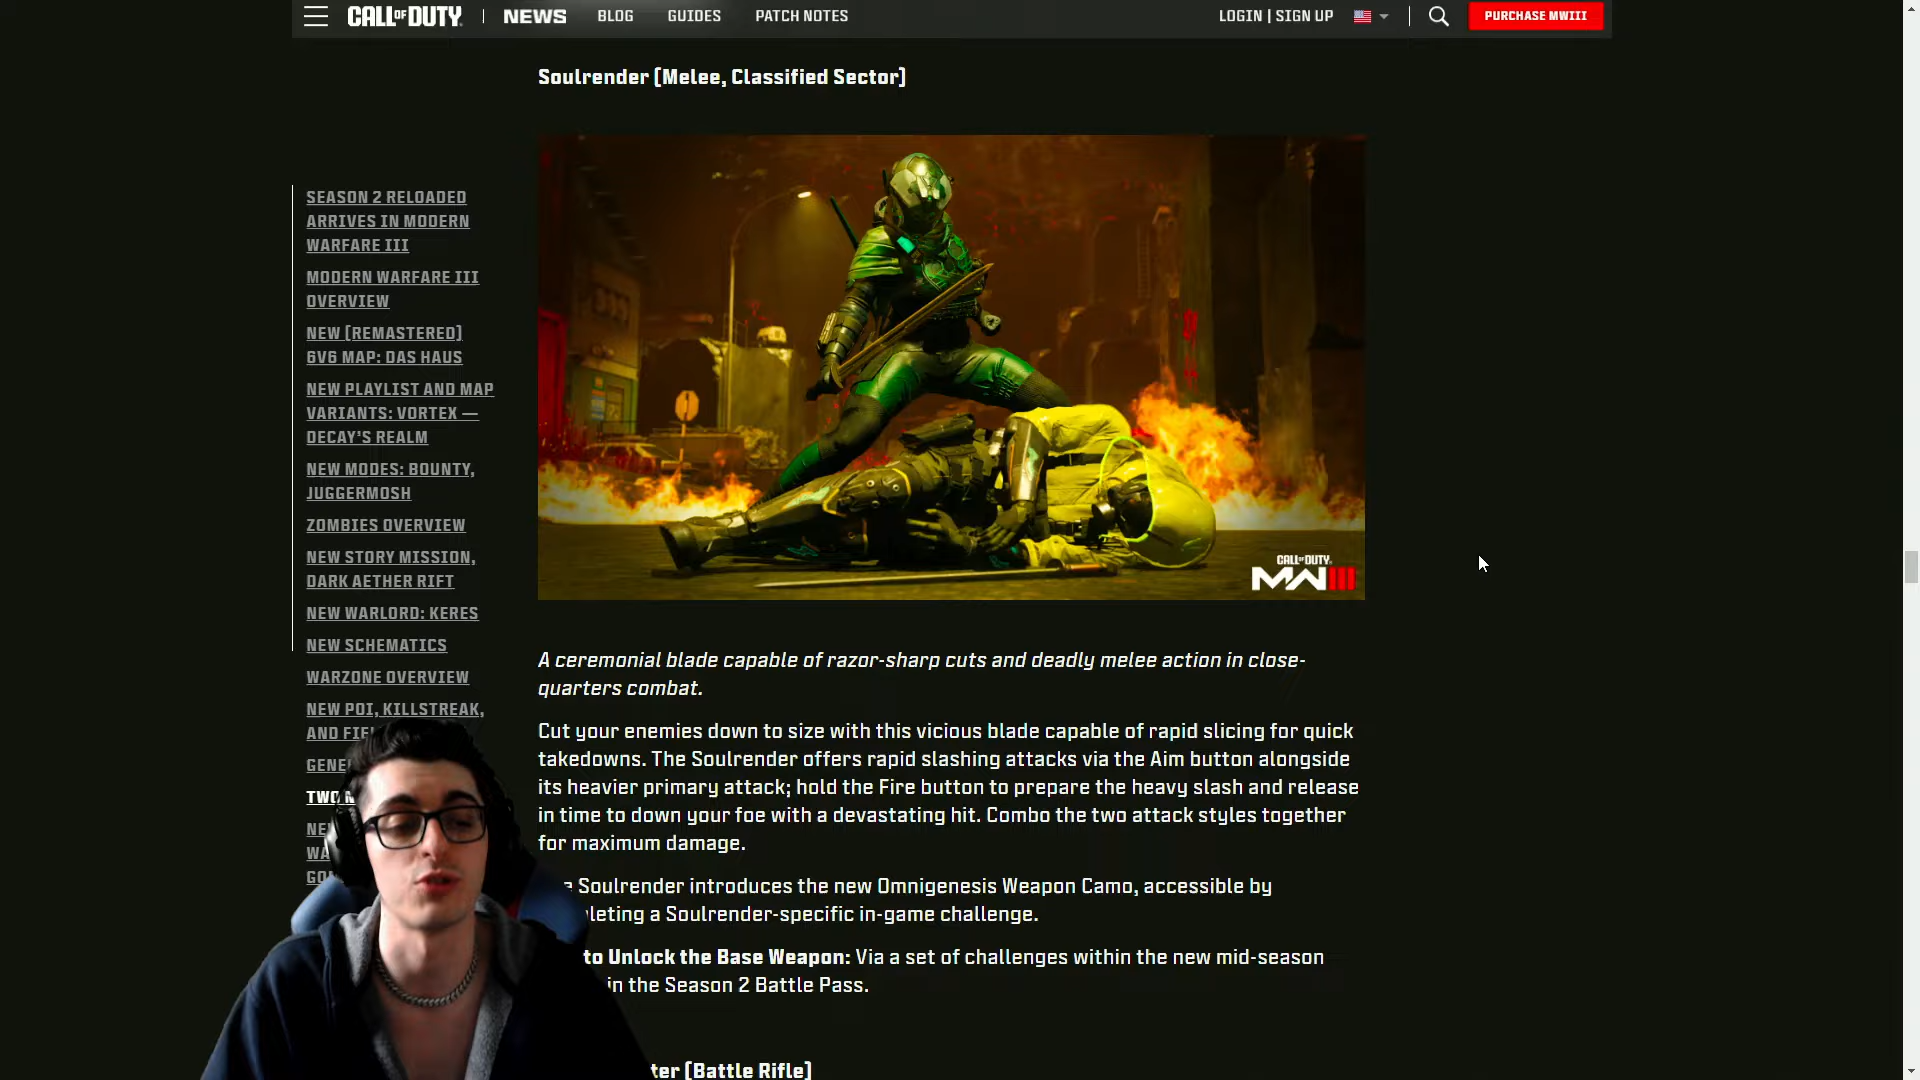 CALL OF DUTY
NEWS
BLOG
GUIDES
PATCH NOTES
LOGIN | SIGN UP
PURCHASE MWIII
Soulrender [Melee, Classified Sector]
SEASON 2 RELOADED
ARRIVES IN MODERN
WARFARE III
MODERN WARFARE III
OVERVIEW
NEW [REMASTERED]
6V6 MAP: DAS HAUS
NEW PLAYLIST AND MAP
VARIANTS: VORTEX —
DECAY'S REALM
NEW MODES: BOUNTY,
JUGGERMOSH
ZOMBIES OVERVIEW
NEW STORY MISSION,
DARK AETHER RIFT
NEW WARLORD: KERES
NEW SCHEMATICS
WARZONE OVERVIEW
NEW POI, KILLSTREAK,
AND
TWO
CALL OF DUTY
MWIII
A ceremonial blade capable of razor-sharp cuts and deadly melee action in close-
quarters combat.
Cut your enemies down to size with this vicious blade capable of rapid slicing for quick
takedowns. The Soulrender offers rapid slashing attacks via the Aim button alongside
its heavier primary attack; hold the Fire button to prepare the heavy slash and release
in time to down your foe with a devastating hit. Combo the two attack styles together
for maximum damage.
Soulrender introduces the new Omnigenesis Weapon Camo, accessible by
a Soulrender-specific in-game challenge.
to Unlock the Base Weapon: Via a set of challenges within the new mid-season
in the Season 2 Battle Pass.
[Battle Rifle]